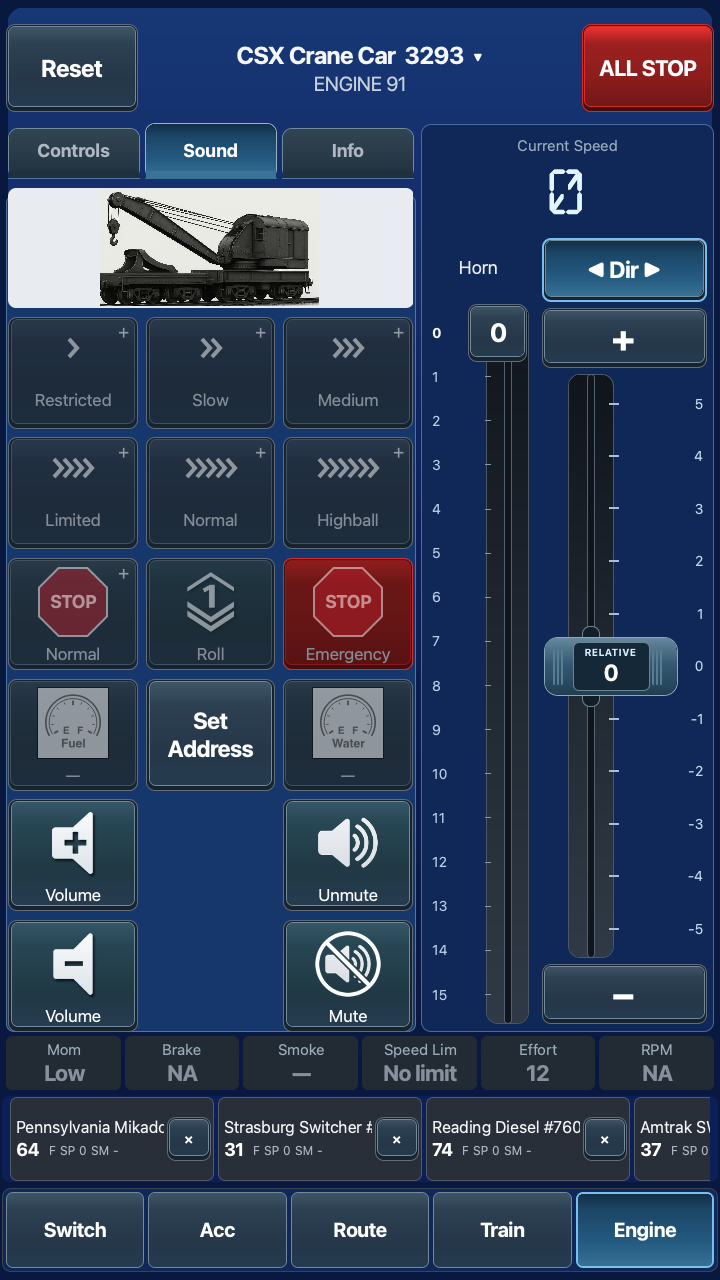 Reset
CSX Crane Car 3293 ▼
ENGINE 91
ALL STOP
Controls
Sound
Info
Current Speed
0
Horn
◀ Dir ▶
+
0
0
1
2
3
4
5
6
7
8
9
10
11
12
13
14
15
5
4
3
2
1
0
-1
-2
-3
-4
-5
RELATIVE
0
−
+
Restricted
+
Slow
+
Medium
+
Limited
+
Normal
+
Highball
+
STOP
Normal
1
Roll
STOP
Emergency
E F
Fuel
—
Set
Address
E F
Water
—
Volume
Unmute
Volume
Mute
Mom
Low
Brake
NA
Smoke
—
Speed Lim
No limit
Effort
12
RPM
NA
Pennsylvania Mikado
64 F SP 0 SM -
×
Strasburg Switcher #
31 F SP 0 SM -
×
Reading Diesel #760
74 F SP 0 SM -
×
Amtrak SW
37 F SP 0
Switch
Acc
Route
Train
Engine